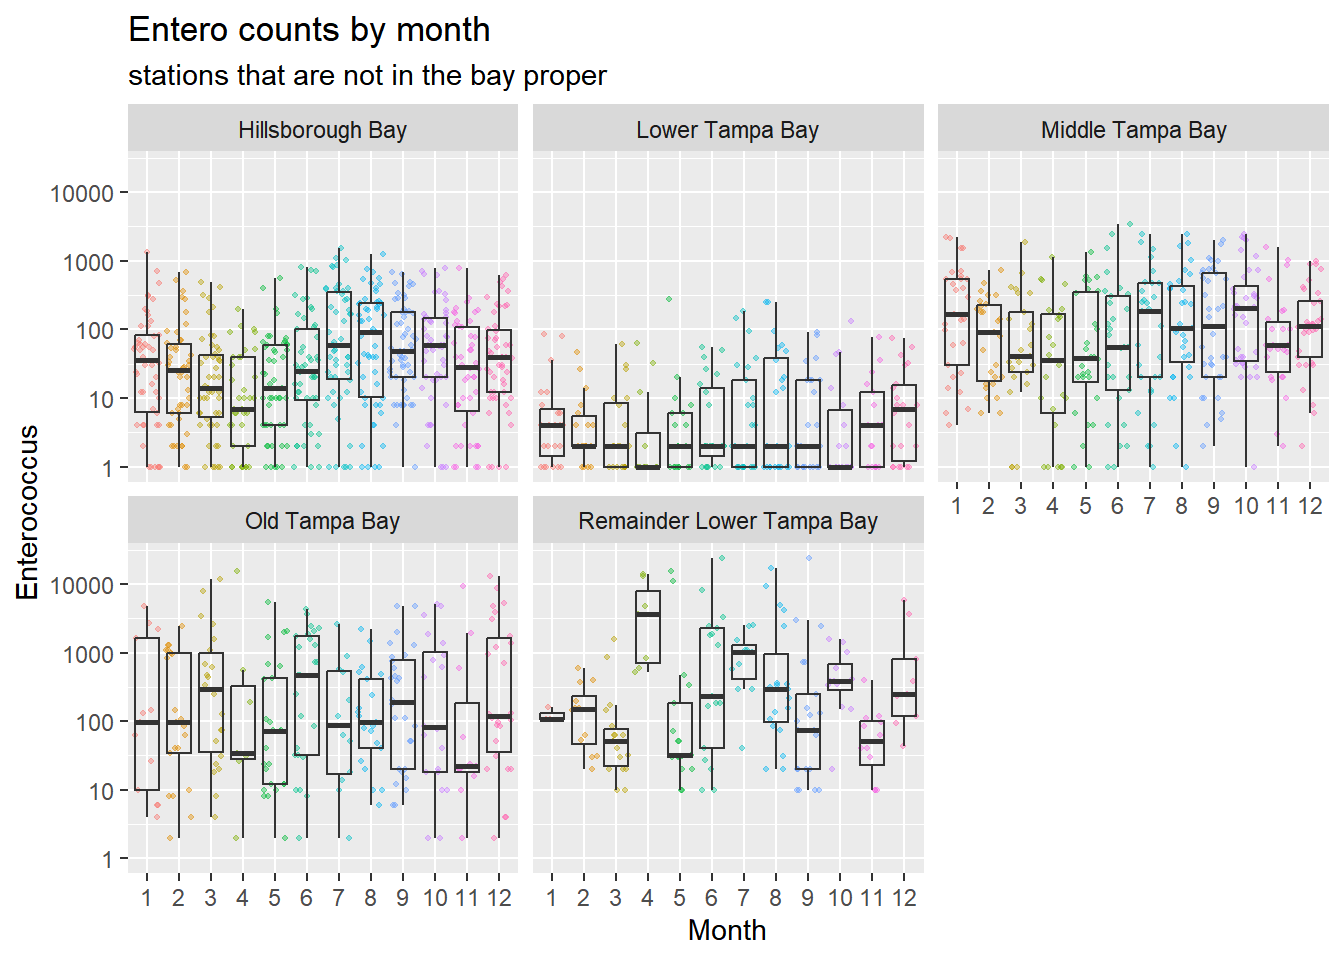 Entero counts by month
stations that are not in the bay proper
Hillsborough Bay
Lower Tampa Bay
Middle Tampa Bay
10000
1000
100
10
1
1 2 3 4 5 6 7 8 9 10 11 12
Old Tampa Bay
Remainder Lower Tampa Bay
10000
1000
100
10
1
1 2 3 4 5 6 7 8 9 10 11 12
1 2 3 4 5 6 7 8 9 10 11 12
Month
Enterococcus